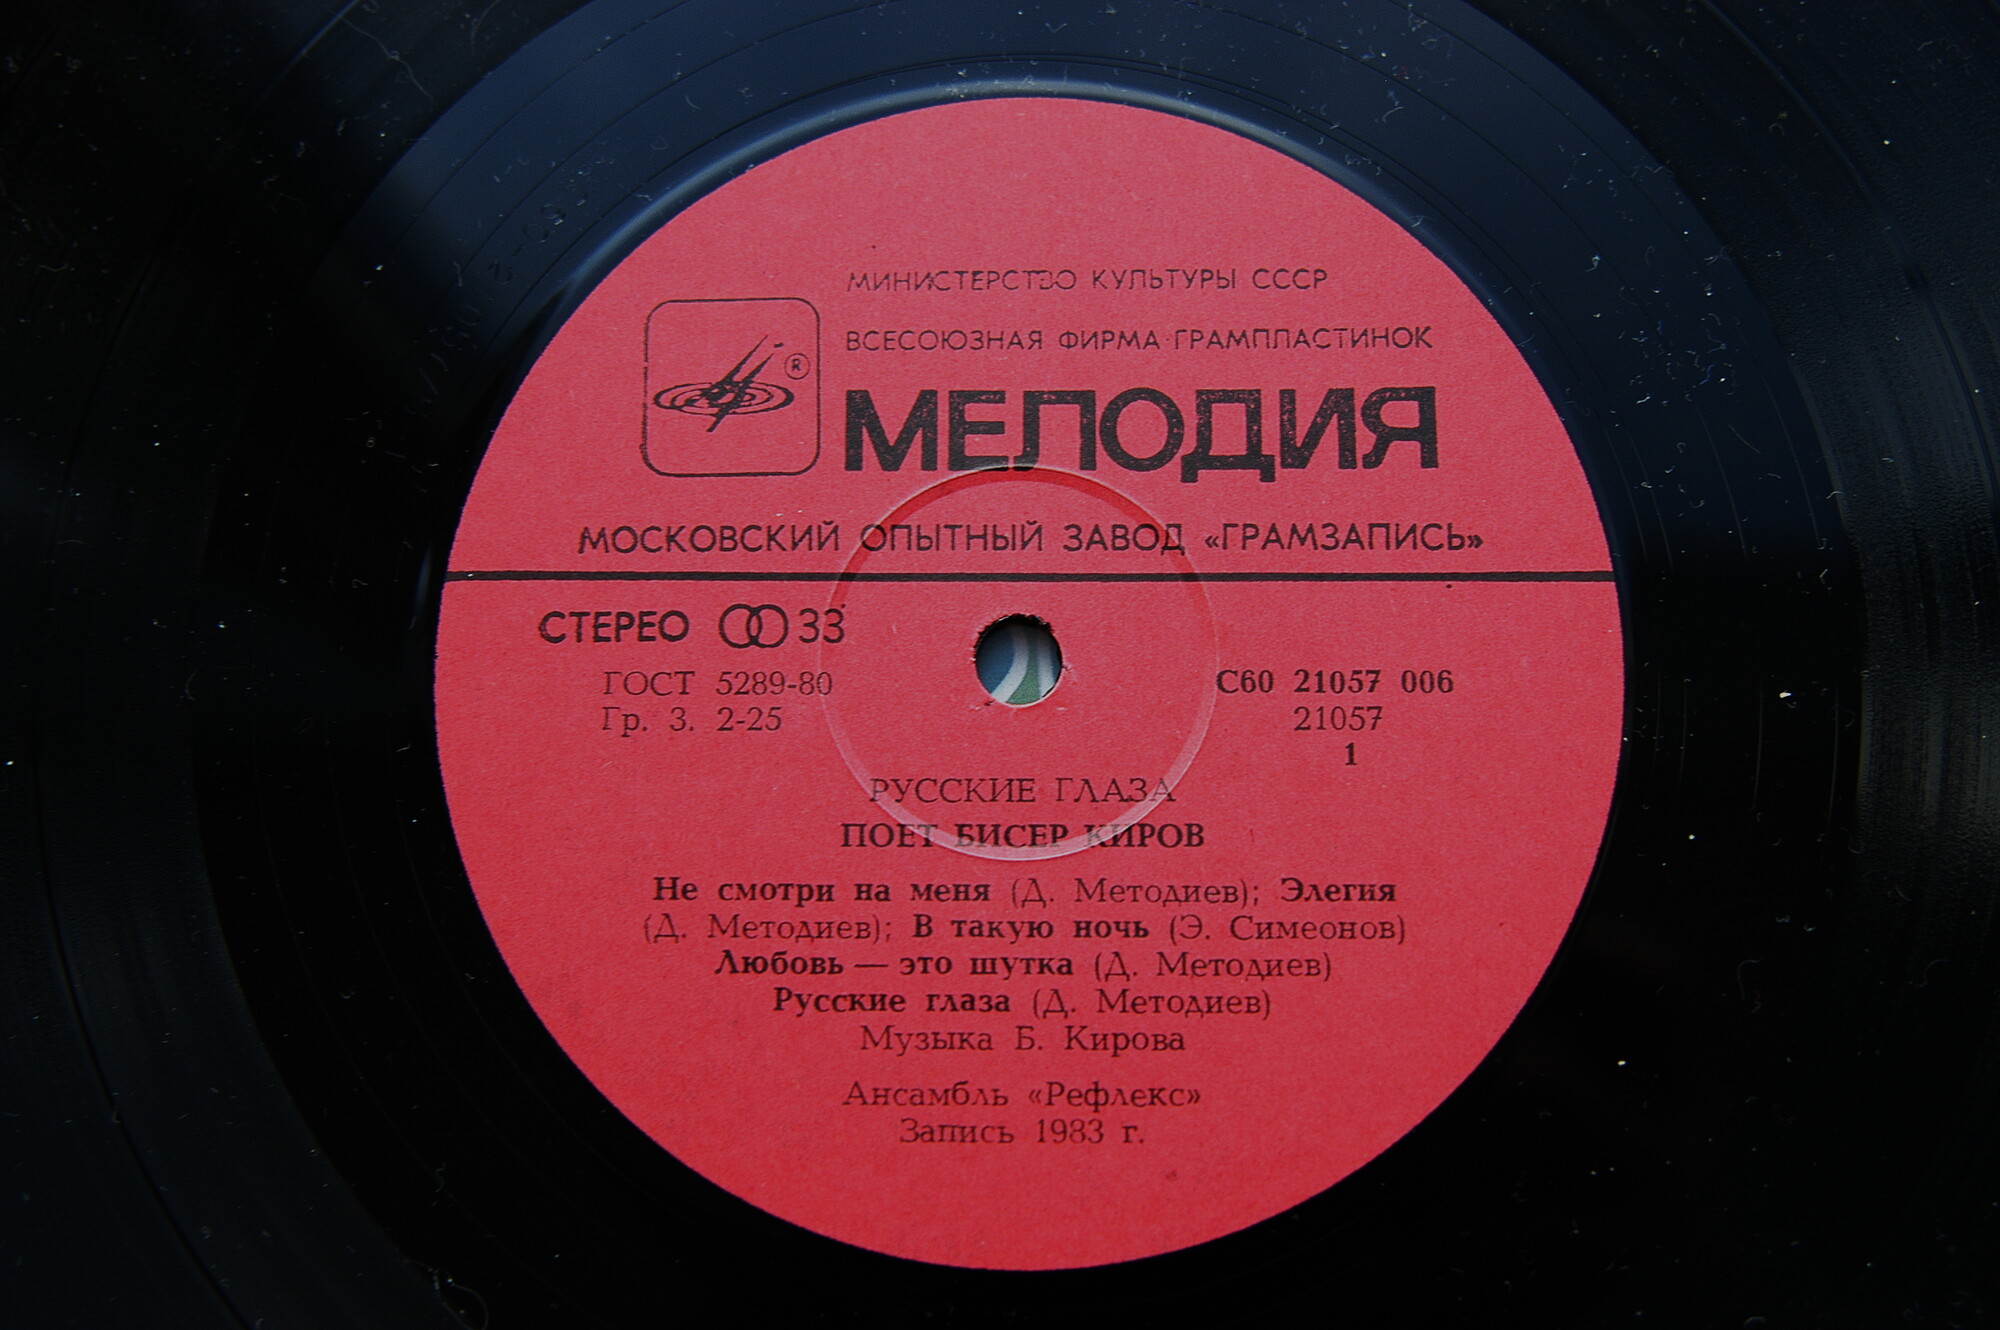 МИНИСТЕРСТВО КУЛЬТУРЫ СССР
ВСЕСОЮЗНАЯ ФИРМА ГРАМПЛАСТИНОК
®
МЕЛОДИЯ
МОСКОВСКИЙ ОПЫТНЫЙ ЗАВОД «ГРАМЗАПИСЬ»
СТЕРЕО 33
ГОСТ 5289-80
Гр. 3. 2-25
С60 21057 006
21057
1
РУССКИЕ ГЛАЗА
ПОЕТ БИСЕР КИРОВ
Не смотри на меня (Д. Методиев); Элегия
(Д. Методиев); В такую ночь (Э. Симеонов)
Любовь — это шутка (Д. Методиев)
Русские глаза (Д. Методиев)
Музыка Б. Кирова
Ансамбль «Рефлекс»
Запись 1983 г.